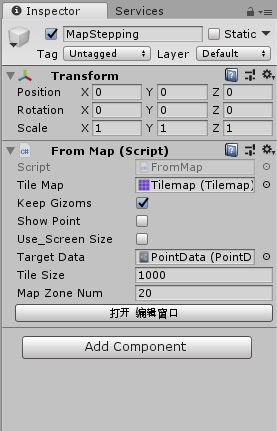 Inspector Services
MapStepping Static
Tag Untagged Layer Default
Transform
Position X 0 Y 0 Z 0
Rotation X 0 Y 0 Z 0
Scale X 1 Y 1 Z 1
From Map (Script)
Script FromMap
Tile Map Tilemap (Tilemap)
Keep Gizoms
Show Point
Use_Screen Size
Target Data PointData (PointD
Tile Size 1000
Map Zone Num 20
打开 编辑窗口
Add Component